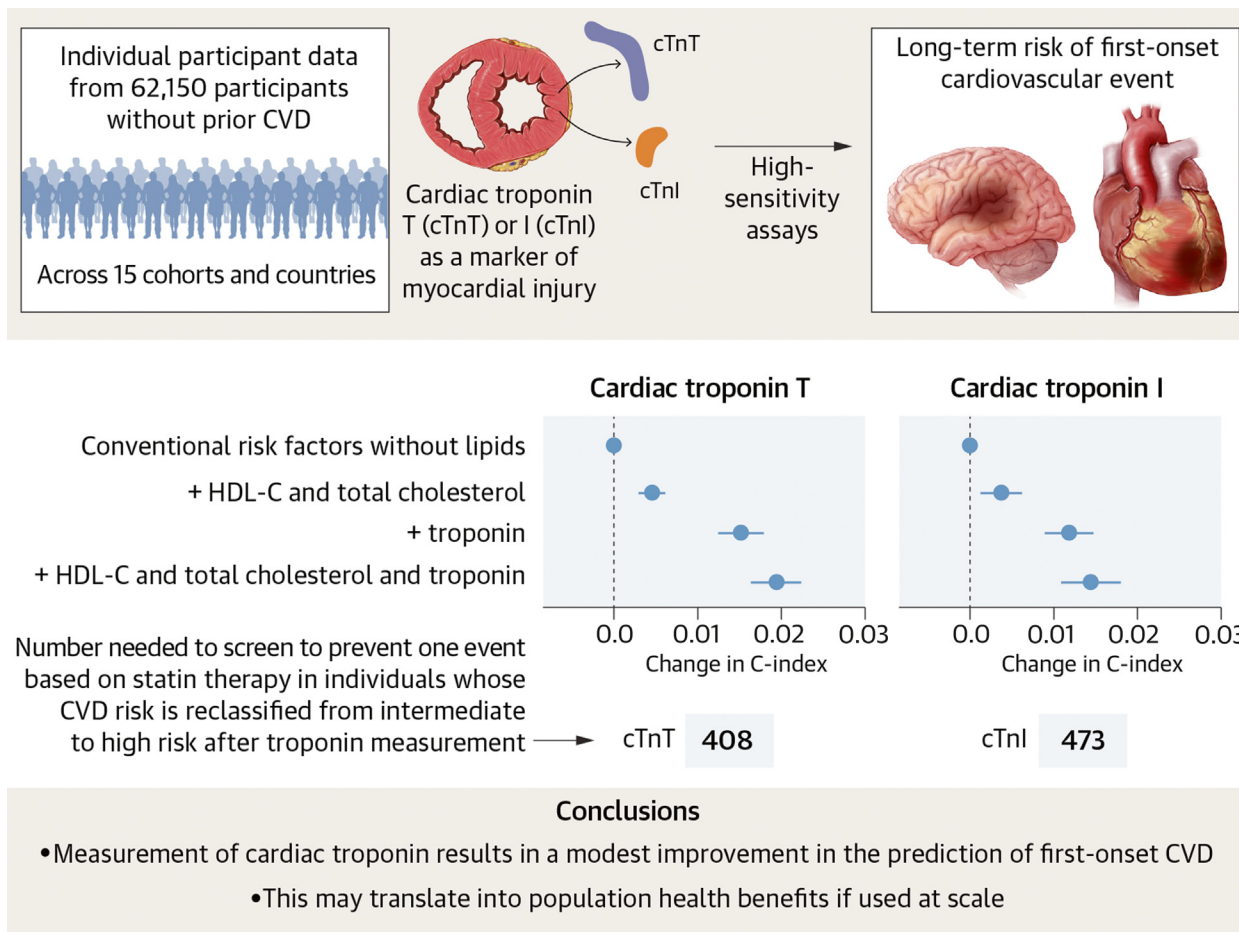 Individual participant data
from 62,150 participants
without prior CVD
Across 15 cohorts and countries
cTnT
cTnI
Cardiac troponin
T (cTnT) or I (cTnI)
as a marker of
myocardial injury
High-
sensitivity
assays
Long-term risk of first-onset
cardiovascular event
Cardiac troponin T
Cardiac troponin I
Conventional risk factors without lipids
+ HDL-C and total cholesterol
+ troponin
+ HDL-C and total cholesterol and troponin
0.0 0.01 0.02 0.03
Change in C-index
0.0 0.01 0.02 0.03
Change in C-index
Number needed to screen to prevent one event
based on statin therapy in individuals whose
CVD risk is reclassified from intermediate
to high risk after troponin measurement
cTnT 408
cTnI 473
Conclusions
•Measurement of cardiac troponin results in a modest improvement in the prediction of first-onset CVD
•This may translate into population health benefits if used at scale